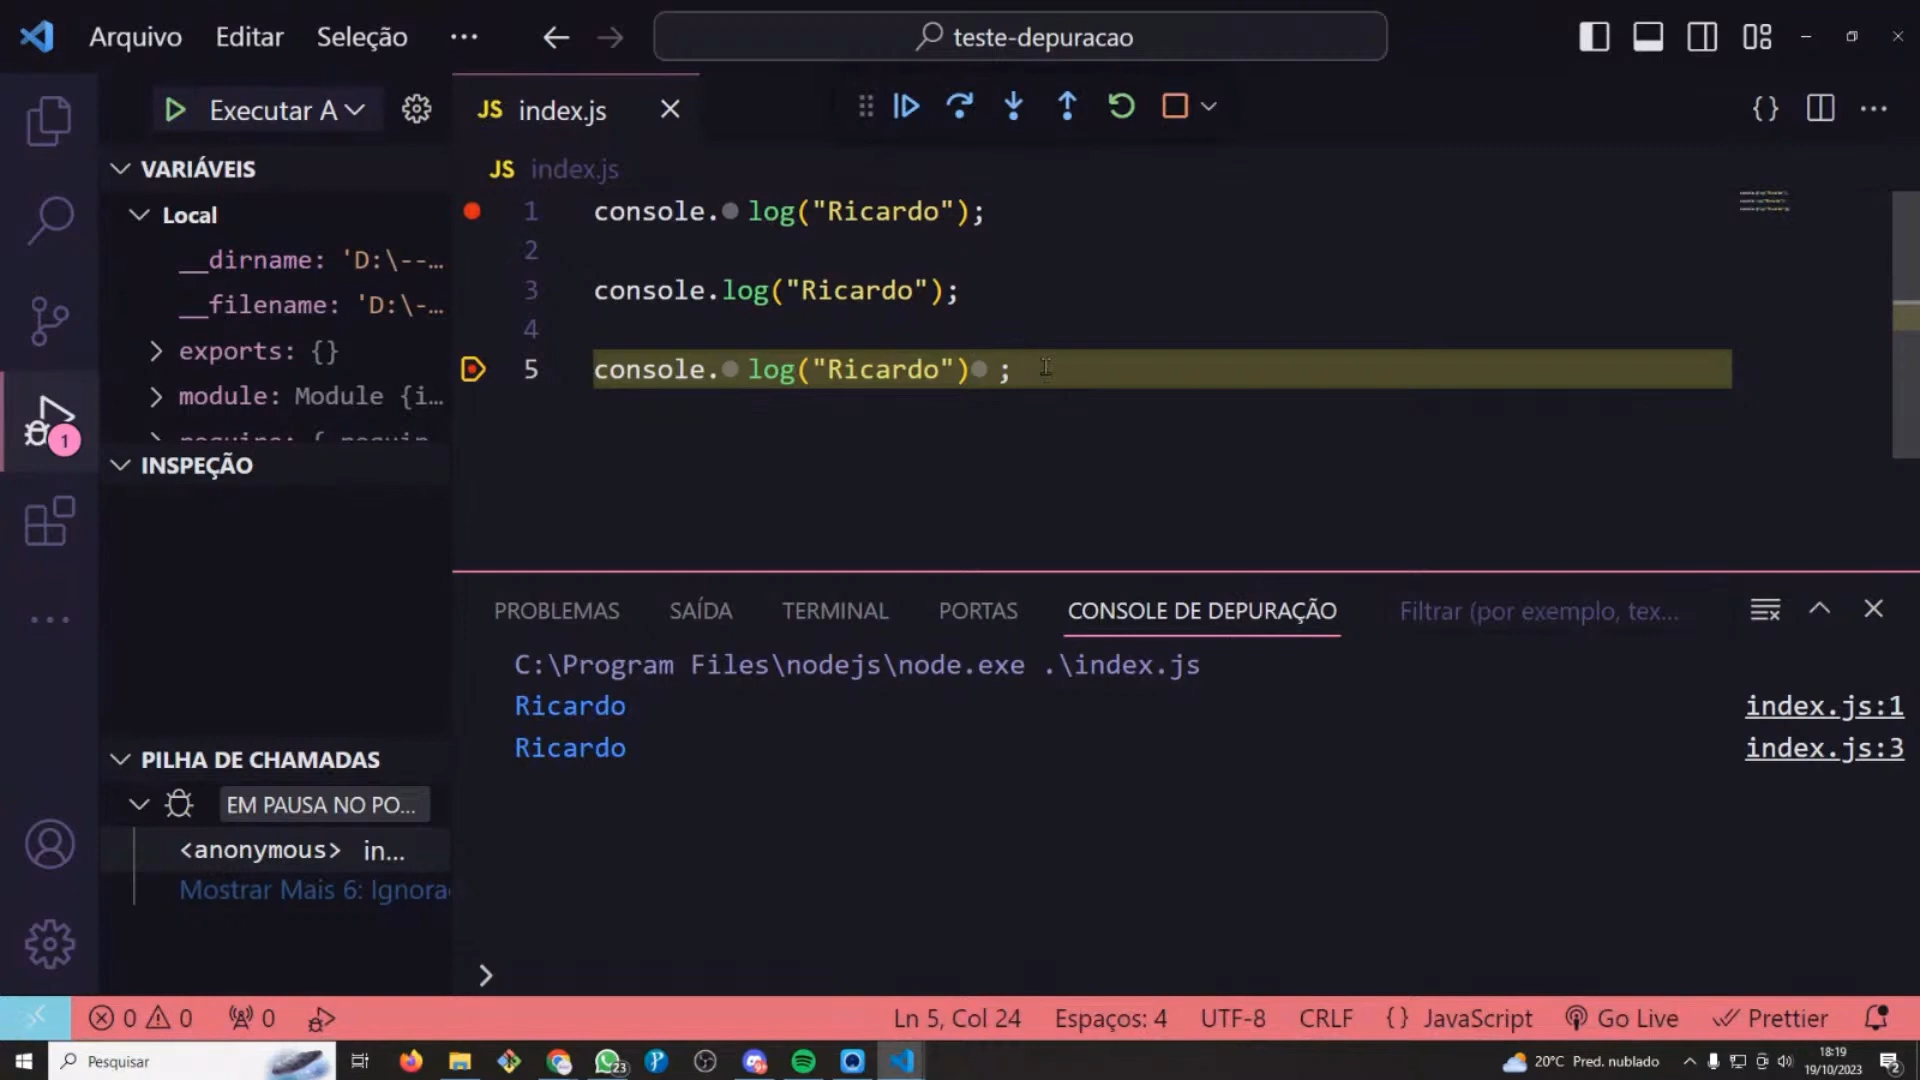 Arquivo Editar Seleção ··· teste-depuracao
Executar A
JS index.js
VARIÁVEIS
Local
__dirname: 'D:\--…
__filename: 'D:\-…
exports: {}
module: Module {i…
INSPEÇÃO
PILHA DE CHAMADAS
EM PAUSA NO PO...
<anonymous> in...
Mostrar Mais 6: Ignora
1
JS index.js
1 console.log("Ricardo");
2
3 console.log("Ricardo");
4
5 console.log("Ricardo") ;
PROBLEMAS SAÍDA TERMINAL PORTAS CONSOLE DE DEPURAÇÃO Filtrar (por exemplo, tex...
C:\Program Files\nodejs\node.exe .\index.js
Ricardo index.js:1
Ricardo index.js:3
0 0 0 Ln 5, Col 24 Espaços: 4 UTF-8 CRLF {} JavaScript Go Live Prettier
Pesquisar 23 20°C Pred. nublado 18:19
19/10/2023 2